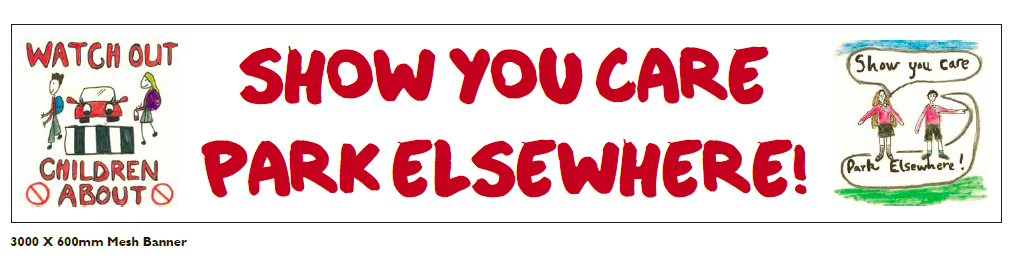 WATCH OUT
CHILDREN
ABOUT
SHOW YOU CARE
PARK ELSEWHERE!
Show you care
Park Elsewhere!
3000 X 600mm Mesh Banner